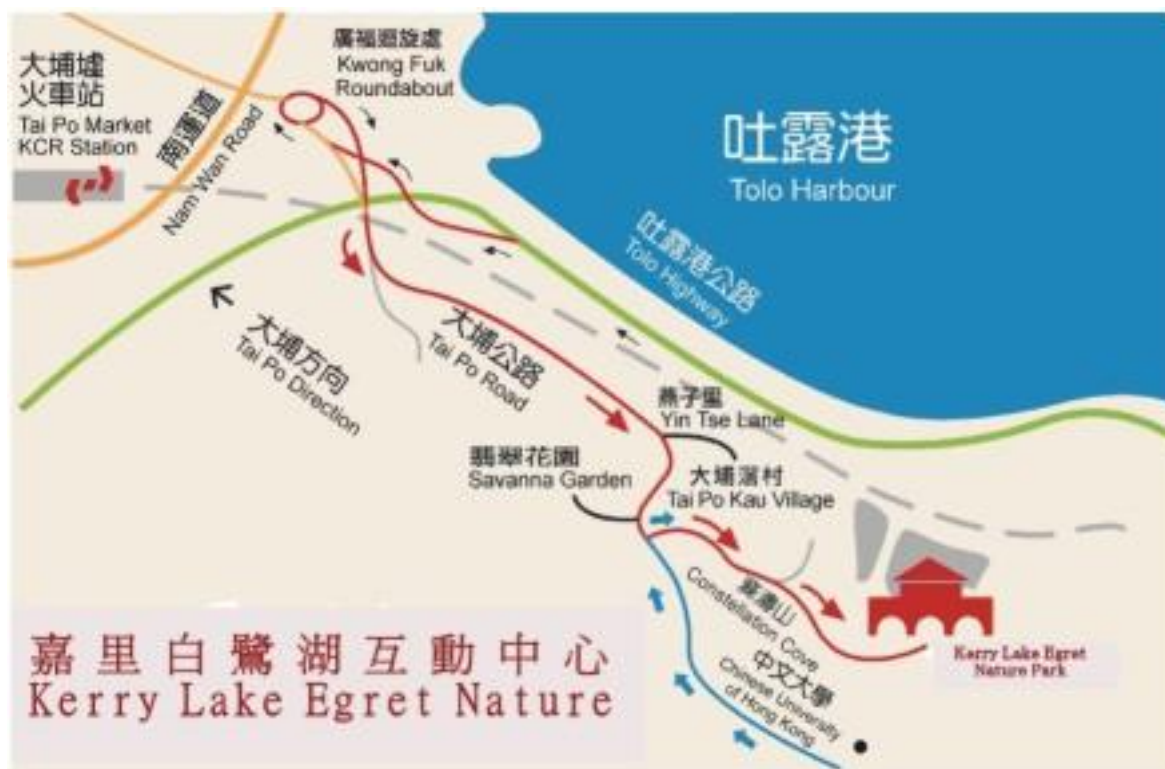 大埔墟
火車站
Tai Po Market
KCR Station
南運道
Nam Wan Road
廣福迴旋處
Kwong Fuk
Roundabout
吐露港
Tolo Harbour
吐露港公路
Tolo Highway
大埔方向
Tai Po Direction
大埔公路
Tai Po Road
燕子里
Yin Tse Lane
翡翠花園
Savanna Garden
大埔滘村
Tai Po Kau Village
鹿茵山
Constellation Cove
中文大學
Chinese University
of Hong Kong
Kerry Lake Egret
Nature Park
嘉里白鷺湖互動中心
Kerry Lake Egret Nature